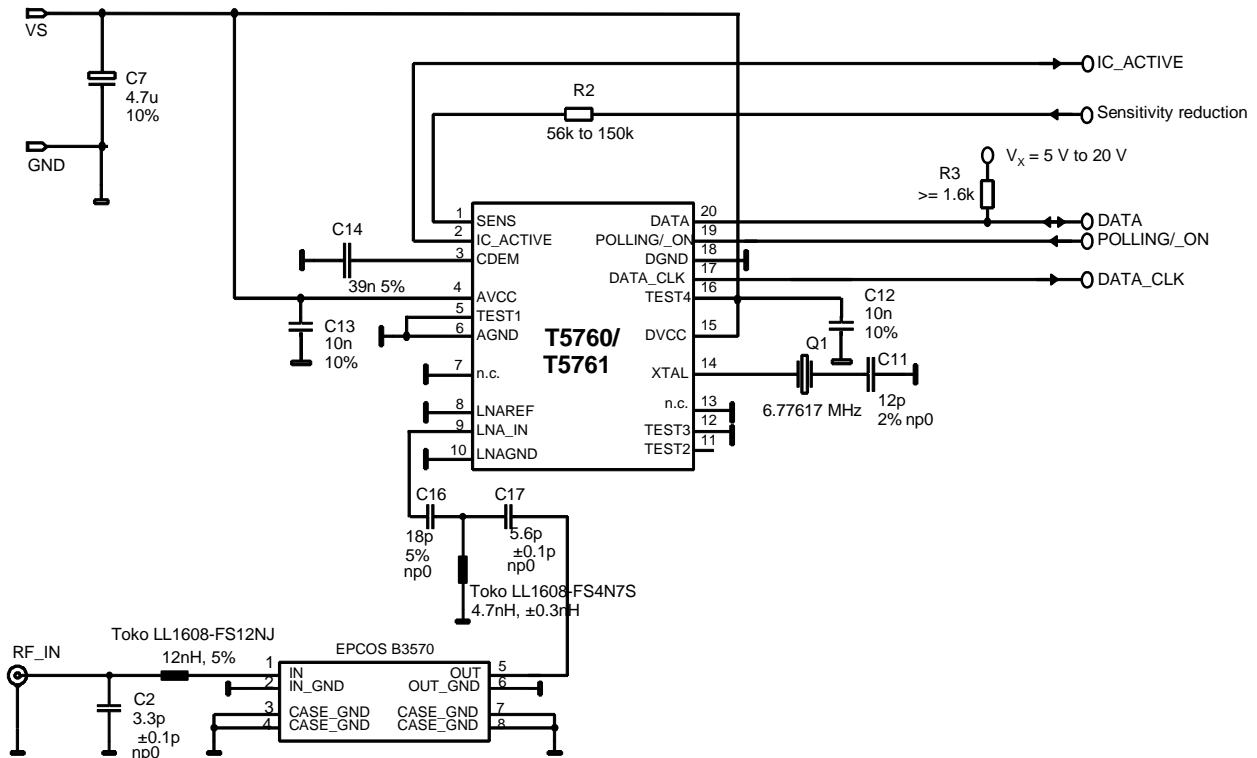 VS
C7
4.7u
10%
GND
IC_ACTIVE
R2
56k to 150k
Sensitivity reduction
VX = 5 V to 20 V
R3
>= 1.6k
DATA
POLLING/_ON
DATA_CLK
C14
39n 5%
C13
10n
10%
1 SENS
2 IC_ACTIVE
3 CDEM
4 AVCC
5 TEST1
6 AGND
7 n.c.
8 LNAREF
9 LNA_IN
10 LNAGND
T5760/
T5761
DATA 20
POLLING/_ON 19
DGND 18
DATA_CLK 17
TEST4 16
DVCC 15
XTAL 14
n.c. 13
TEST3 12
TEST2 11
C12
10n
10%
Q1
6.77617 MHz
C11
12p
2% np0
C16
18p
5%
np0
C17
5.6p
±0.1p
np0
Toko LL1608-FS4N7S
4.7nH, ±0.3nH
Toko LL1608-FS12NJ
12nH, 5%
RF_IN
C2
3.3p
±0.1p
np0
EPCOS B3570
1 IN
2 IN_GND
3 CASE_GND
4 CASE_GND
OUT 5
OUT_GND 6
CASE_GND 7
CASE_GND 8